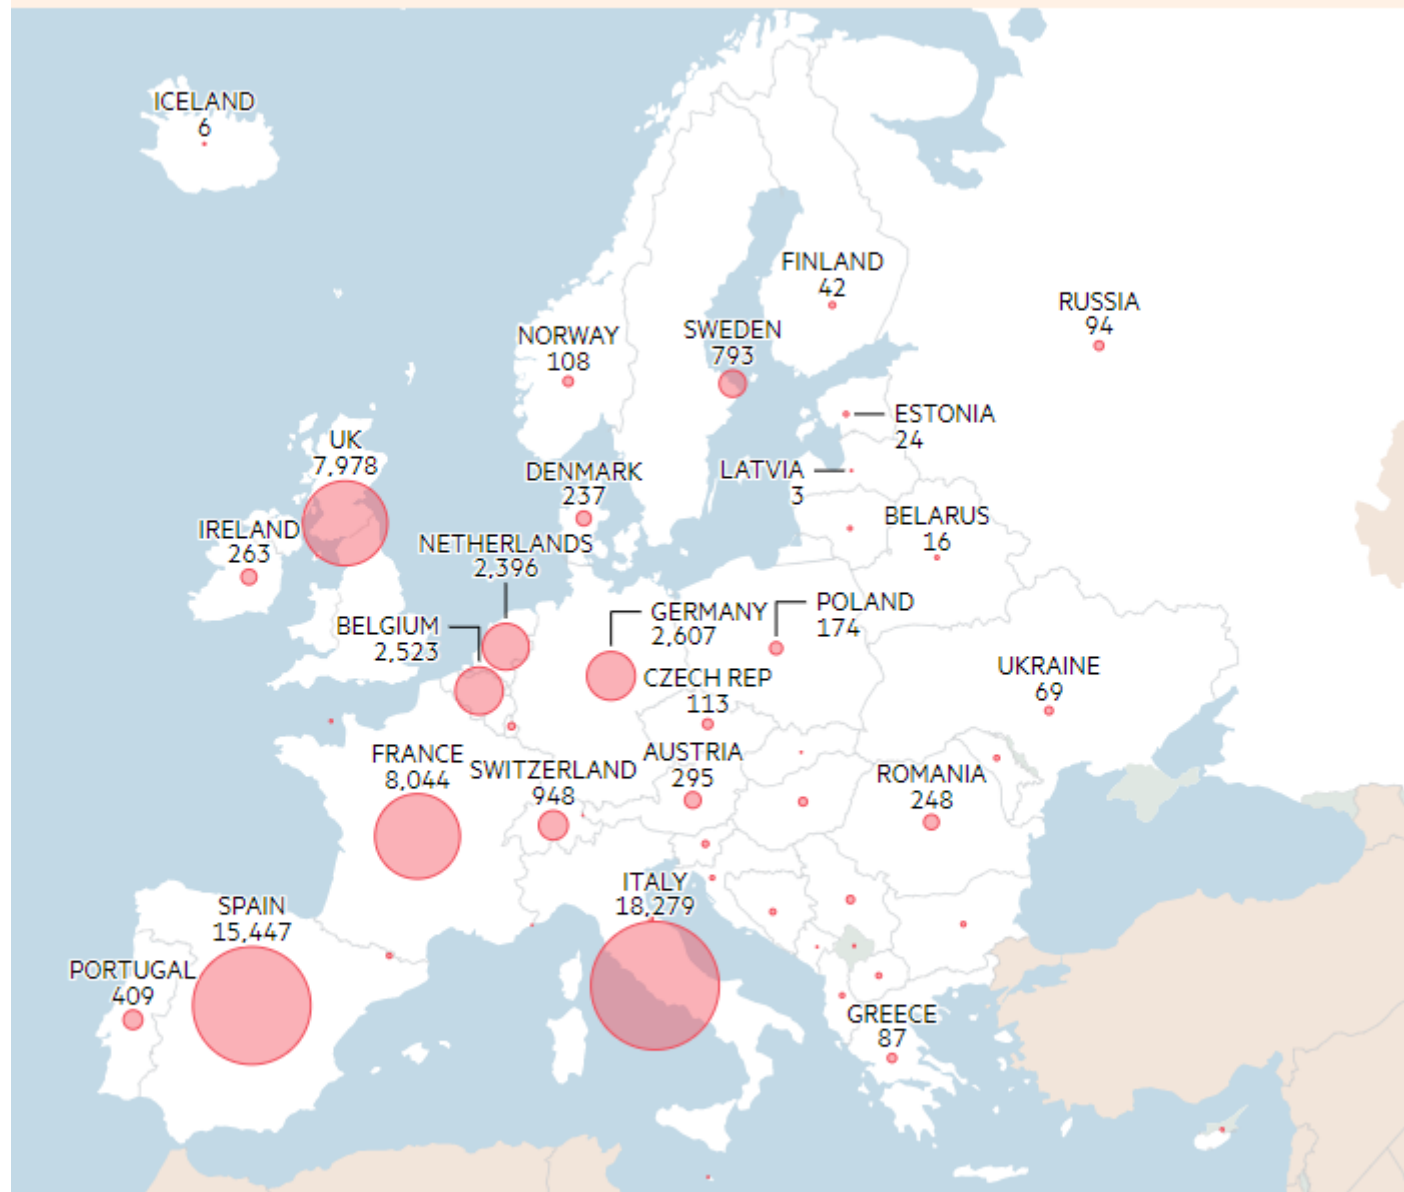 ICELAND
6
FINLAND
42
RUSSIA
94
NORWAY
108
SWEDEN
793
ESTONIA
24
UK
7,978
DENMARK
237
LATVIA
3
IRELAND
263
NETHERLANDS
2,396
BELARUS
16
BELGIUM
2,523
GERMANY
2,607
POLAND
174
CZECH REP
113
UKRAINE
69
FRANCE
8,044
SWITZERLAND
948
AUSTRIA
295
ROMANIA
248
SPAIN
15,447
ITALY
18,279
PORTUGAL
409
GREECE
87